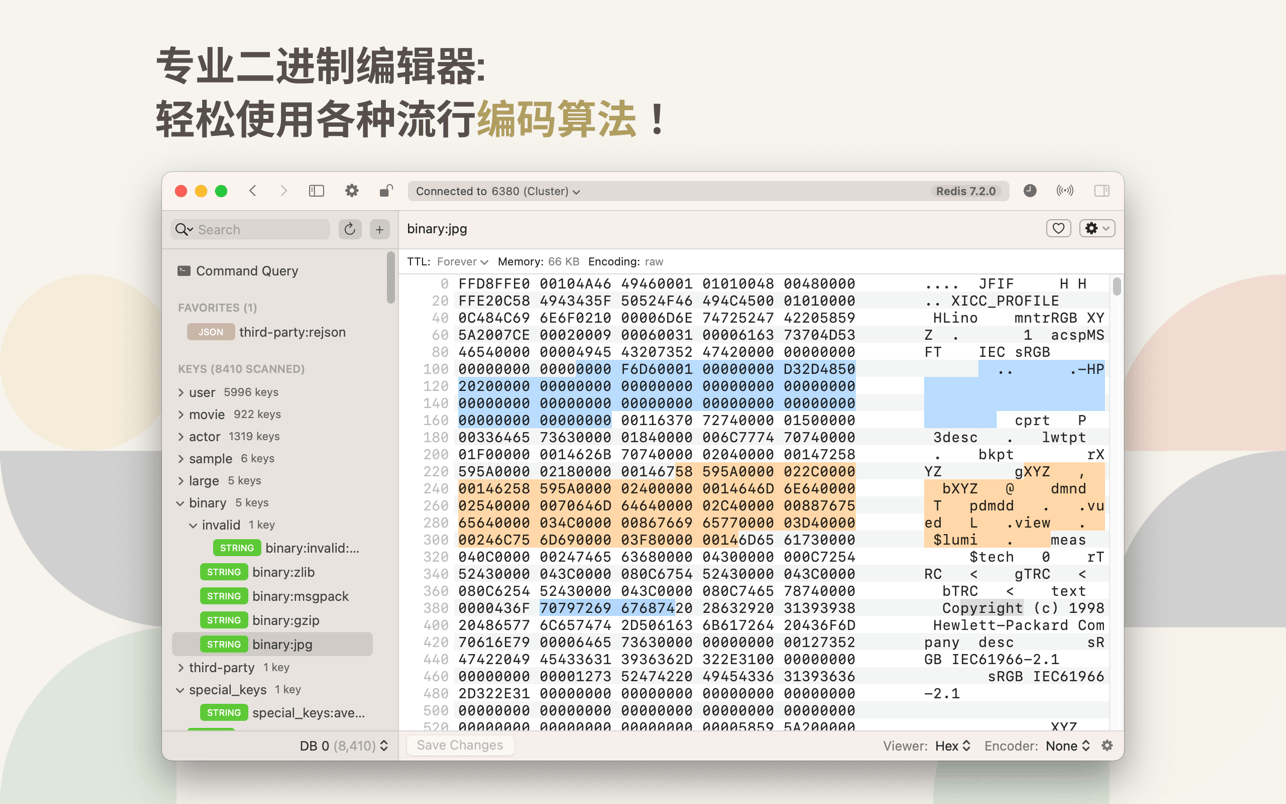 专业二进制编辑器:
轻松使用各种流行编码算法！
Connected to 6380 (Cluster)
Redis 7.2.0
Search
binary:jpg
Command Query
TTL: Forever Memory: 66 KB Encoding: raw
FAVORITES (1)
JSON third-party:rejson
KEYS (8410 SCANNED)
user 5996 keys
movie 922 keys
actor 1319 keys
sample 6 keys
large 5 keys
binary 5 keys
invalid 1 key
STRING binary:invalid:...
STRING binary:zlib
STRING binary:msgpack
STRING binary:gzip
STRING binary:jpg
third-party 1 key
special_keys 1 key
STRING special_keys:ave...
DB 0 (8,410)
0 FFD8FFE0 00104A46 49460001 01010048 00480000 .... JFIF H H
20 FFE20C58 4943435F 50524F46 494C4500 01010000 .. XICC_PROFILE
40 0C484C69 6E6F0210 00006D6E 74725247 42205859 HLino mntrRGB XY
60 5A2007CE 00020009 00060031 00006163 73704D53 Z . 1 acspMS
80 46540000 00004945 43207352 47420000 00000000 FT IEC sRGB
100 00000000 00000000 F6D60001 00000000 D32D4850 .. .-HP
120 20200000 00000000 00000000 00000000 00000000
140 00000000 00000000 00000000 00000000 00000000
160 00000000 00000000 00116370 72740000 01500000 cprt P
180 00336465 73630000 01840000 006C7774 70740000 3desc . lwtpt
200 01F00000 0014626B 70740000 02040000 00147258 . bkpt rX
220 595A0000 02180000 00146758 595A0000 022C0000 YZ gXYZ ,
240 00146258 595A0000 02400000 0014646D 6E640000 bXYZ @ dmnd
260 02540000 0070646D 64640000 02C40000 00887675 T pdmdd . .vu
280 65640000 034C0000 00867669 65770000 03D40000 ed L .view .
300 00246C75 6D690000 03F80000 00146D65 61730000 $lumi . meas
320 040C0000 00247465 63680000 04300000 000C7254 $tech 0 rT
340 52430000 043C0000 080C6754 52430000 043C0000 RC < gTRC <
360 080C6254 52430000 043C0000 080C7465 78740000 bTRC < text
380 0000436F 70797269 67687420 28632920 31393938 Copyright (c) 1998
400 20486577 6C657474 2D506163 6B617264 20436F6D Hewlett-Packard Com
420 70616E79 00006465 73630000 00000000 00127352 pany desc sR
440 47422049 45433631 3936362D 322E3100 00000000 GB IEC61966-2.1
460 00000000 00001273 52474220 49454336 31393636 sRGB IEC61966
480 2D322E31 00000000 00000000 00000000 00000000 -2.1
500 00000000 00000000 00000000 00000000 00000000
520 00000000 00000000 00000000 00005859 5A200000 XYZ
Save Changes
Viewer: Hex Encoder: None